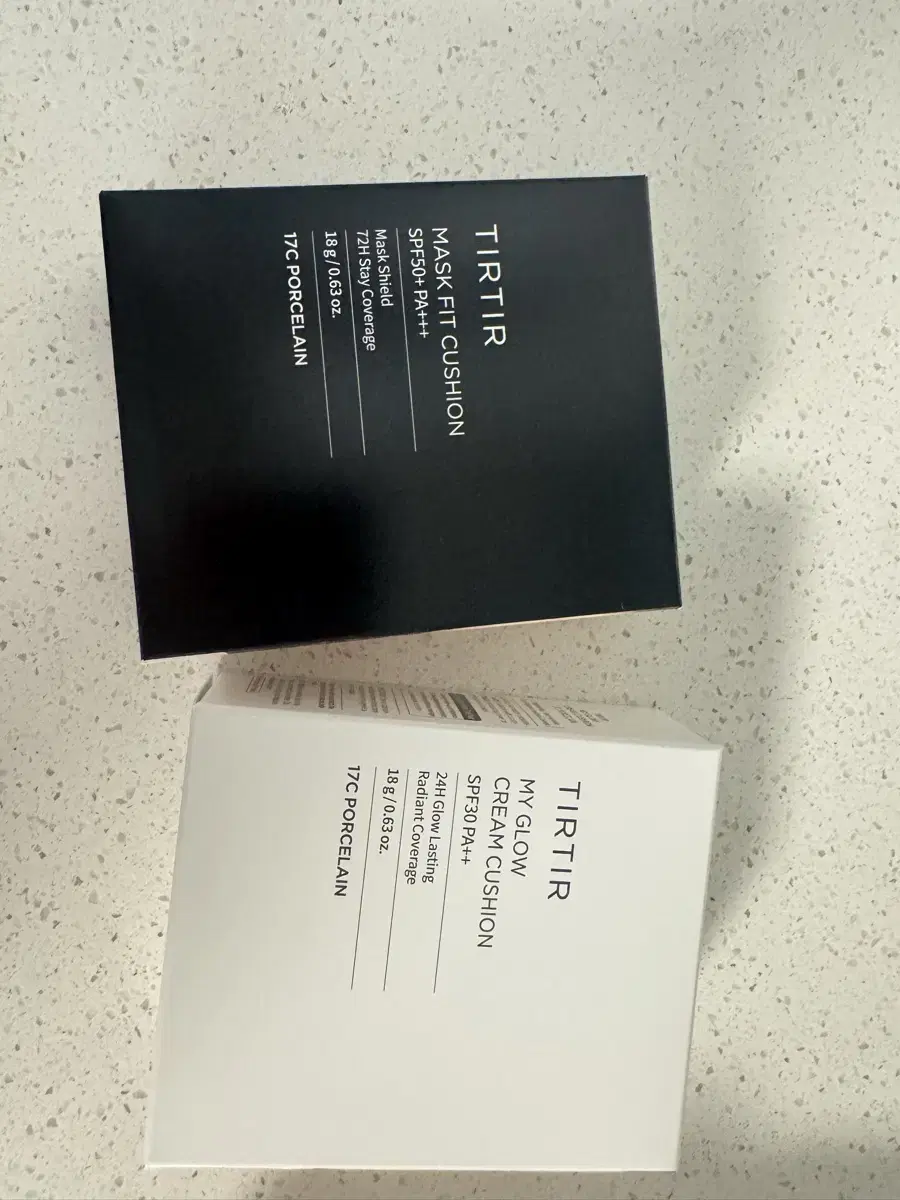 TIRTIR
MASK FIT CUSHION
SPF50+ PA+++
Mask Shield
72H Stay Coverage
18 g / 0.63 oz.
17C PORCELAIN
TIRTIR
MY GLOW
CREAM CUSHION
SPF30 PA++
24H Glow Lasting
Radiant Coverage
18 g / 0.63 oz.
17C PORCELAIN